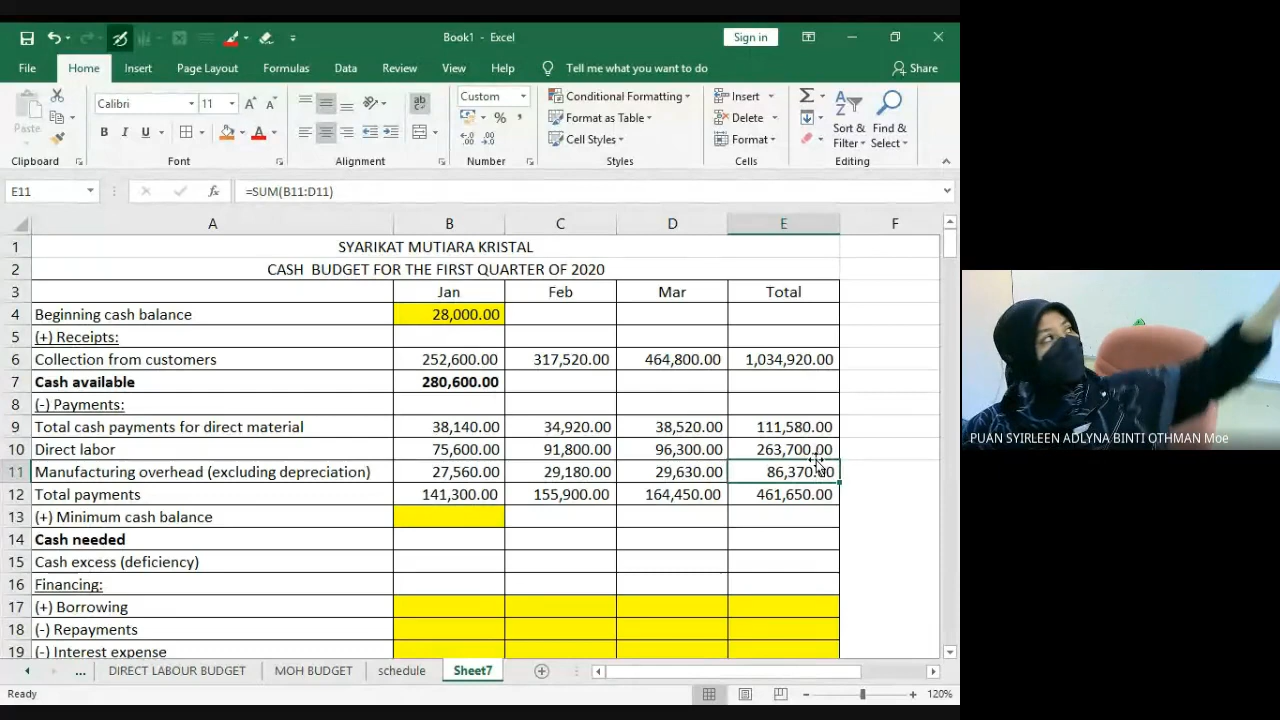 Book1 - Excel
Sign in
File Home Insert Page Layout Formulas Data Review View Help Tell me what you want to do Share
Paste
Calibri 11
B I U
Custom
% ,
Conditional Formatting
Format as Table
Cell Styles
Insert
Delete
Format
Sort & Filter
Find & Select
Clipboard Font Alignment Number Styles Cells Editing
E11 fx =SUM(B11:D11)
A B C D E F
1 SYARIKAT MUTIARA KRISTAL
2 CASH BUDGET FOR THE FIRST QUARTER OF 2020
3 Jan Feb Mar Total
4 Beginning cash balance 28,000.00
5 (+) Receipts:
6 Collection from customers 252,600.00 317,520.00 464,800.00 1,034,920.00
7 Cash available 280,600.00
8 (-) Payments:
9 Total cash payments for direct material 38,140.00 34,920.00 38,520.00 111,580.00
10 Direct labor 75,600.00 91,800.00 96,300.00 263,700.00
11 Manufacturing overhead (excluding depreciation) 27,560.00 29,180.00 29,630.00 86,370.00
12 Total payments 141,300.00 155,900.00 164,450.00 461,650.00
13 (+) Minimum cash balance
14 Cash needed
15 Cash excess (deficiency)
16 Financing:
17 (+) Borrowing
18 (-) Repayments
19 (-) Interest expense
... DIRECT LABOUR BUDGET MOH BUDGET schedule Sheet7
Ready 120%
PUAN SYIRLEEN ADLYNA BINTI OTHMAN Moe